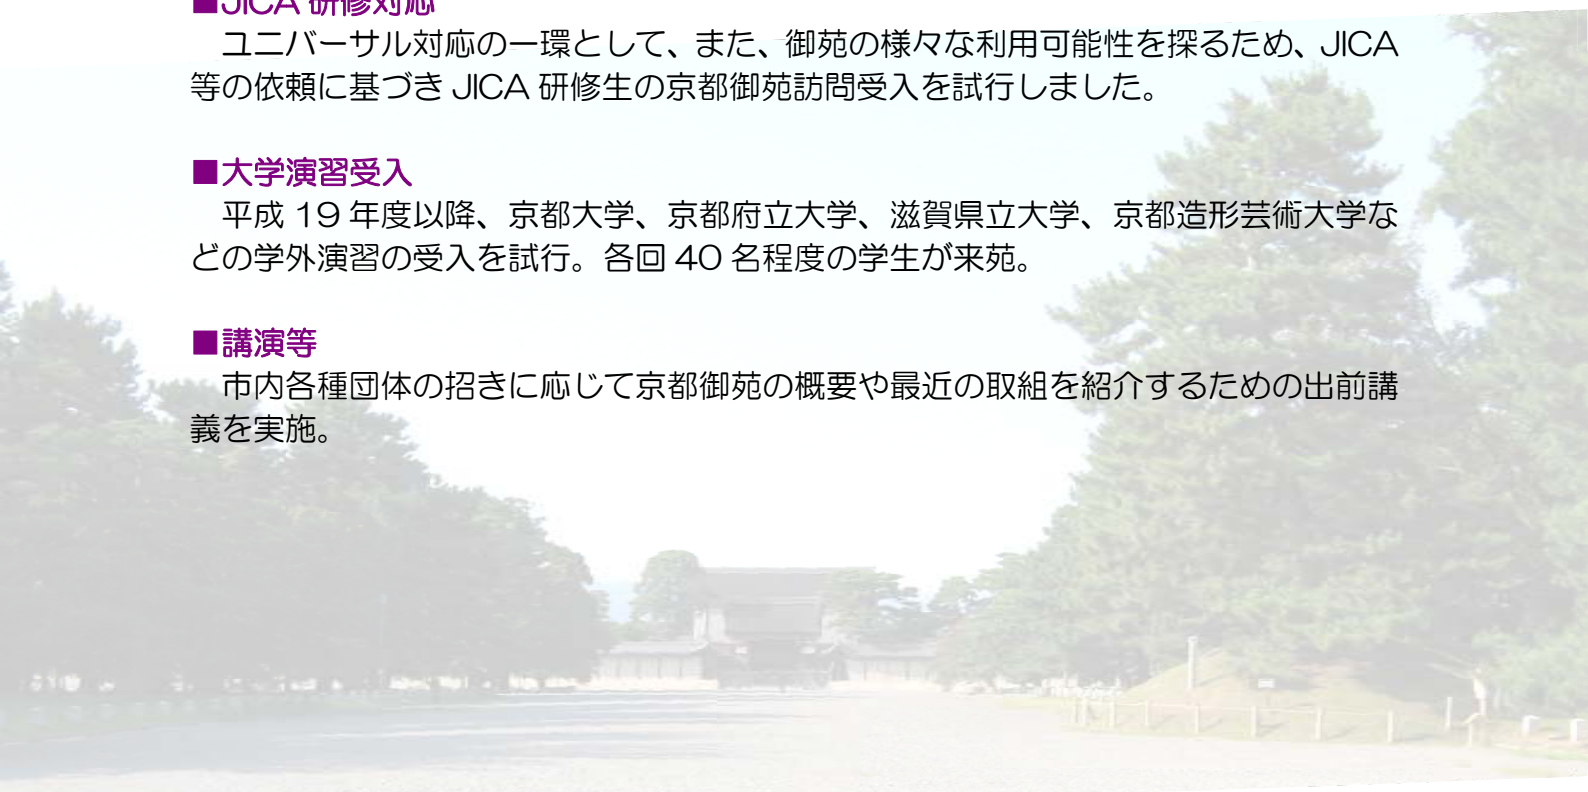 ■JICA 研修対応
ユニバーサル対応の一環として、また、御苑の様々な利用可能性を探るため、JICA
等の依頼に基づき JICA 研修生の京都御苑訪問受入を試行しました。
■大学演習受入
平成 19 年度以降、京都大学、京都府立大学、滋賀県立大学、京都造形芸術大学な
どの学外演習の受入を試行。各回 40 名程度の学生が来苑。
■講演等
市内各種団体の招きに応じて京都御苑の概要や最近の取組を紹介するための出前講
義を実施。